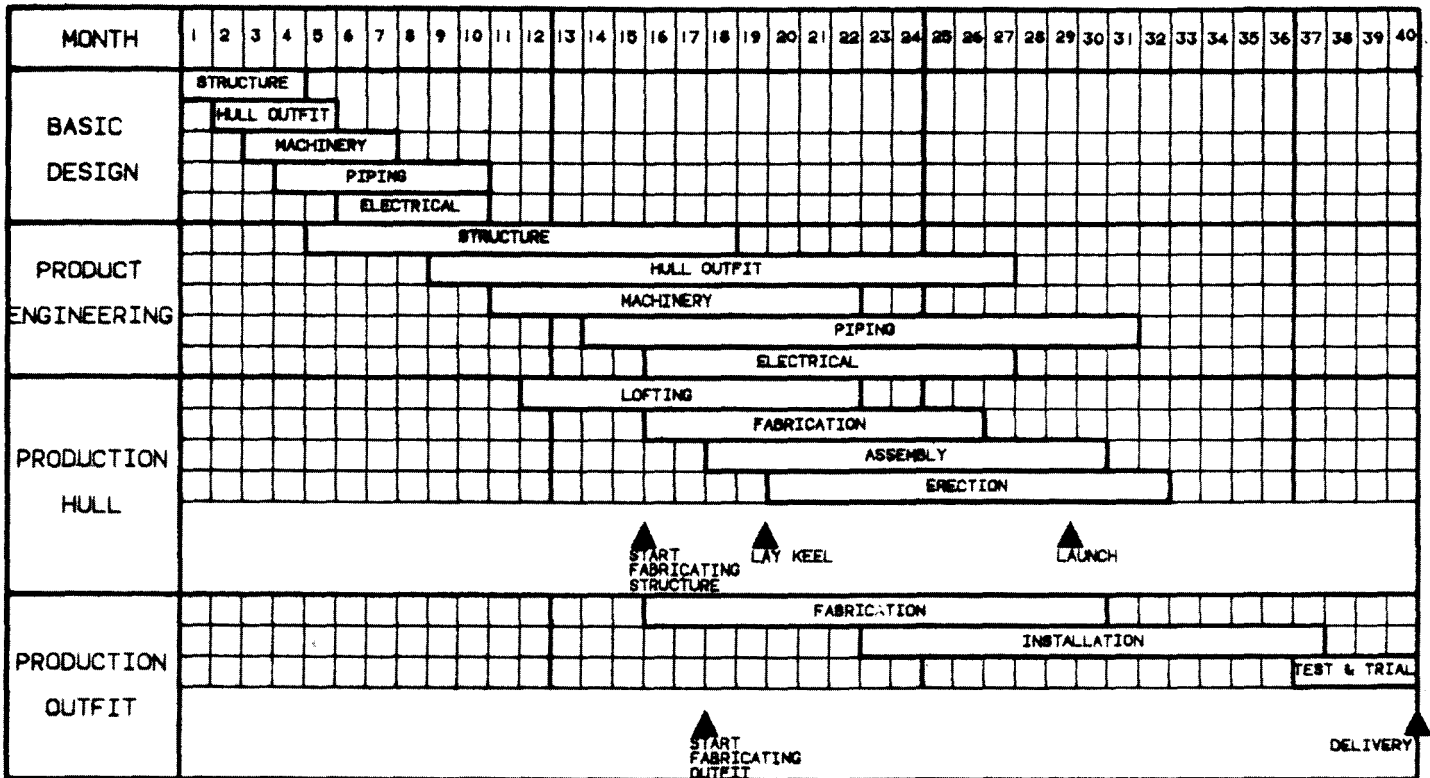 MONTH 1 2 3 4 5 6 7 8 9 10 11 12 13 14 15 16 17 18 19 20 21 22 23 24 25 26 27 28 29 30 31 32 33 34 35 36 37 38 39 40
BASIC
DESIGN
STRUCTURE
HULL OUTFIT
MACHINERY
PIPING
ELECTRICAL
PRODUCT
ENGINEERING
STRUCTURE
HULL OUTFIT
MACHINERY
PIPING
ELECTRICAL
PRODUCTION
HULL
LOFTING
FABRICATION
ASSEMBLY
ERECTION
START
FABRICATING
STRUCTURE
LAY KEEL
LAUNCH
PRODUCTION
OUTFIT
FABRICATION
INSTALLATION
TEST & TRIAL
START
FABRICATING
OUTFIT
DELIVERY